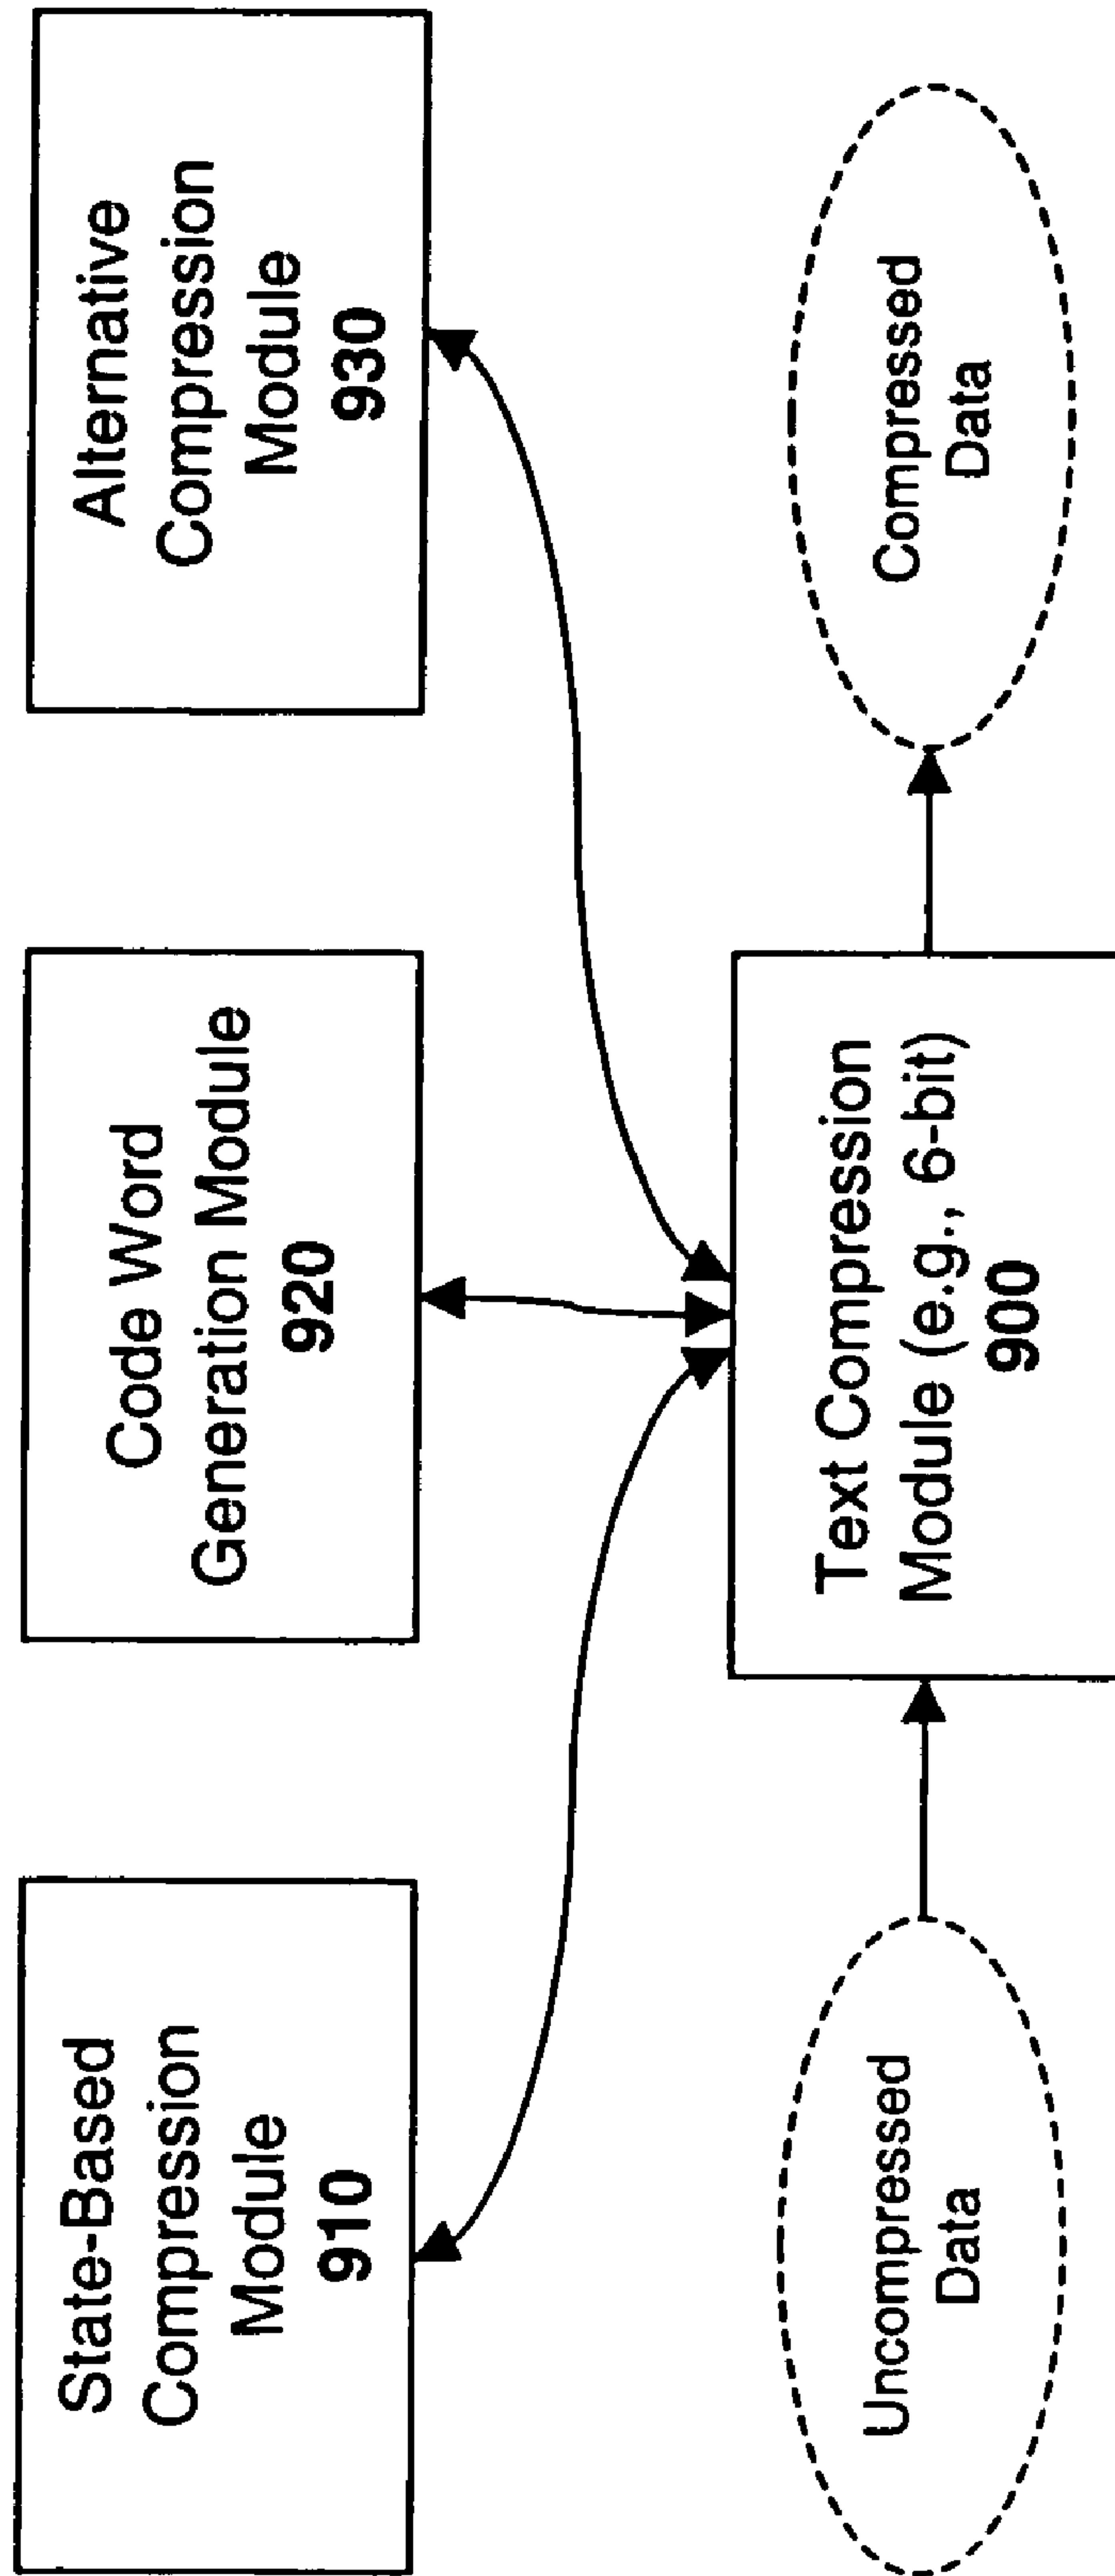 State-Based
Compression
Module
910
Code Word
Generation Module
920
Alternative
Compression
Module
930
Uncompressed
Data
Text Compression
Module (e.g., 6-bit)
900
Compressed
Data